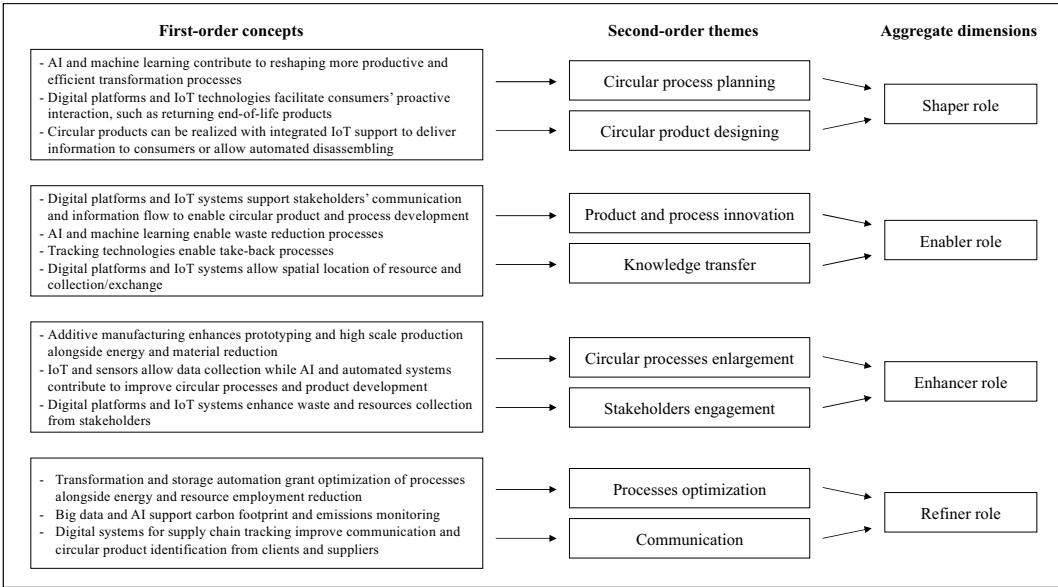 First-order concepts
Second-order themes
Aggregate dimensions
- AI and machine learning contribute to reshaping more productive and
efficient transformation processes
- Digital platforms and IoT technologies facilitate consumers’ proactive
interaction, such as returning end-of-life products
- Circular products can be realized with integrated IoT support to deliver
information to consumers or allow automated disassembling
Circular process planning
Circular product designing
Shaper role
- Digital platforms and IoT systems support stakeholders’ communication
and information flow to enable circular product and process development
- AI and machine learning enable waste reduction processes
- Tracking technologies enable take-back processes
- Digital platforms and IoT systems allow spatial location of resource and
collection/exchange
Product and process innovation
Knowledge transfer
Enabler role
- Additive manufacturing enhances prototyping and high scale production
alongside energy and material reduction
- IoT and sensors allow data collection while AI and automated systems
contribute to improve circular processes and product development
- Digital platforms and IoT systems enhance waste and resources collection
from stakeholders
Circular processes enlargement
Stakeholders engagement
Enhancer role
- Transformation and storage automation grant optimization of processes
alongside energy and resource employment reduction
- Big data and AI support carbon footprint and emissions monitoring
- Digital systems for supply chain tracking improve communication and
circular product identification from clients and suppliers
Processes optimization
Communication
Refiner role